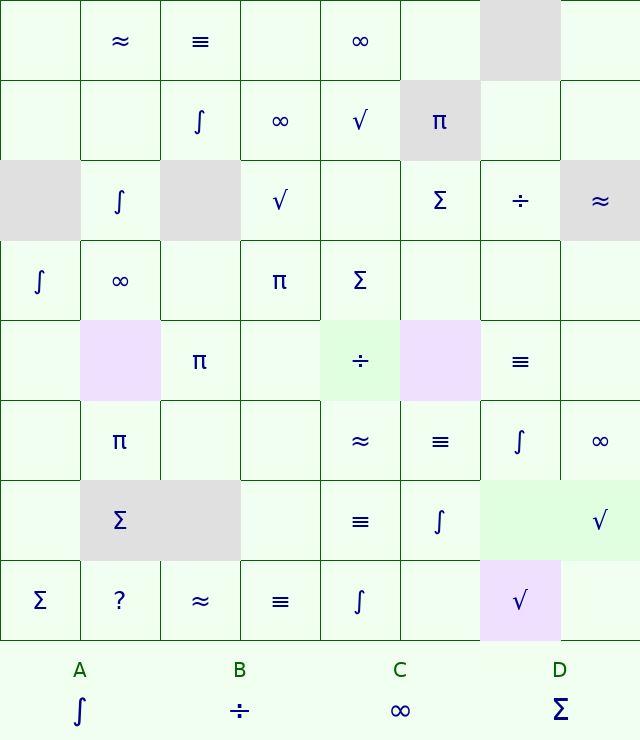 ≈ ≡ ∞
∫ ∞ √ π
∫ √ Σ ÷ ≈
∫ ∞ π Σ
π ÷ ≡
π ≈ ≡ ∫ ∞
Σ ≡ ∫ √
Σ ? ≈ ≡ ∫ √
A B C D
∫ ÷ ∞ Σ